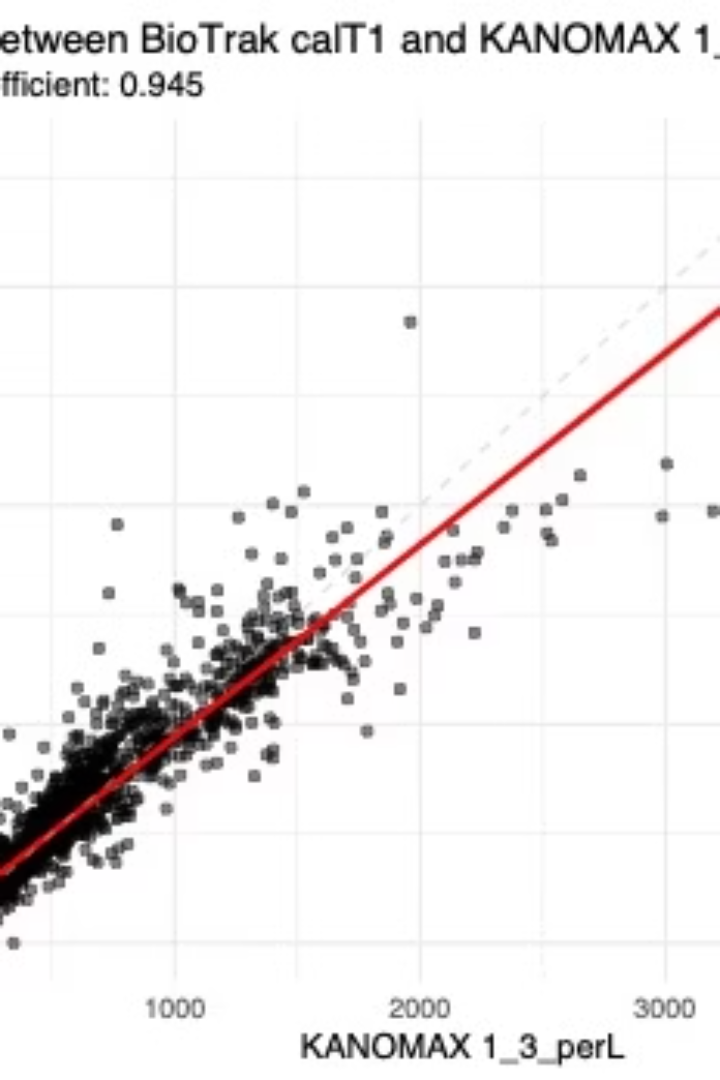 etween BioTrak calT1 and KANOMAX 1_
fficient: 0.945
1000 2000 3000
KANOMAX 1_3_perL